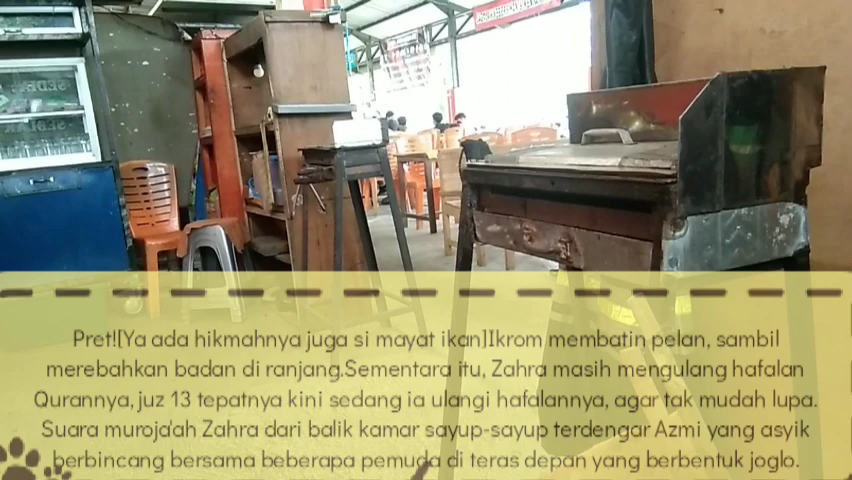 Pret![Ya ada hikmahnya juga si mayat ikan]Ikrom membatin pelan, sambil
merebahkan badan di ranjang.Sementara itu, Zahra masih mengulang hafalan
Qurannya, juz 13 tepatnya kini sedang ia ulangi hafalannya, agar tak mudah lupa.
Suara muroja'ah Zahra dari balik kamar sayup-sayup terdengar Azmi yang asyik
berbincang bersama beberapa pemuda di teras depan yang berbentuk joglo.